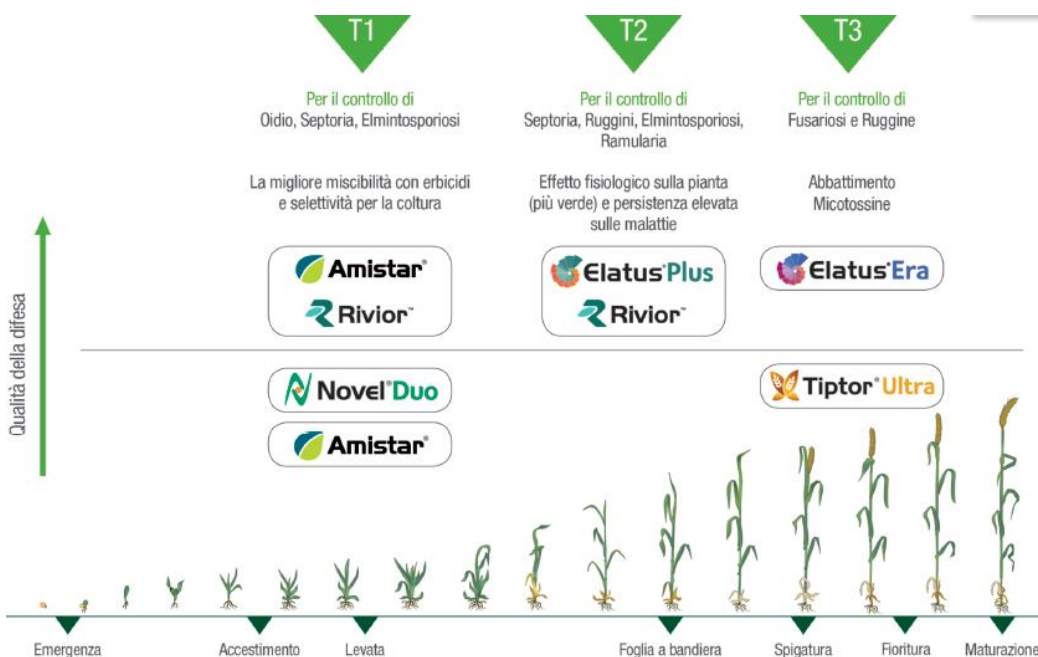 T1
T2
T3
Per il controllo di
Oidio, Septoria, Elmintosporiosi
Per il controllo di
Septoria, Ruggini, Elmintosporiosi,
Ramularia
Per il controllo di
Fusariosi e Ruggine
La migliore miscibilità con erbicidi
e selettività per la coltura
Effetto fisiologico sulla pianta
(più verde) e persistenza elevata
sulle malattie
Abbattimento
Micotossine
Qualità della difesa
Amistar®
Rivior™
Elatus®Plus
Rivior™
Elatus®Era
Novel®Duo
Amistar®
Tiptor®Ultra
Emergenza
Accestimento
Levata
Foglia a bandiera
Spigatura
Fioritura
Maturazione